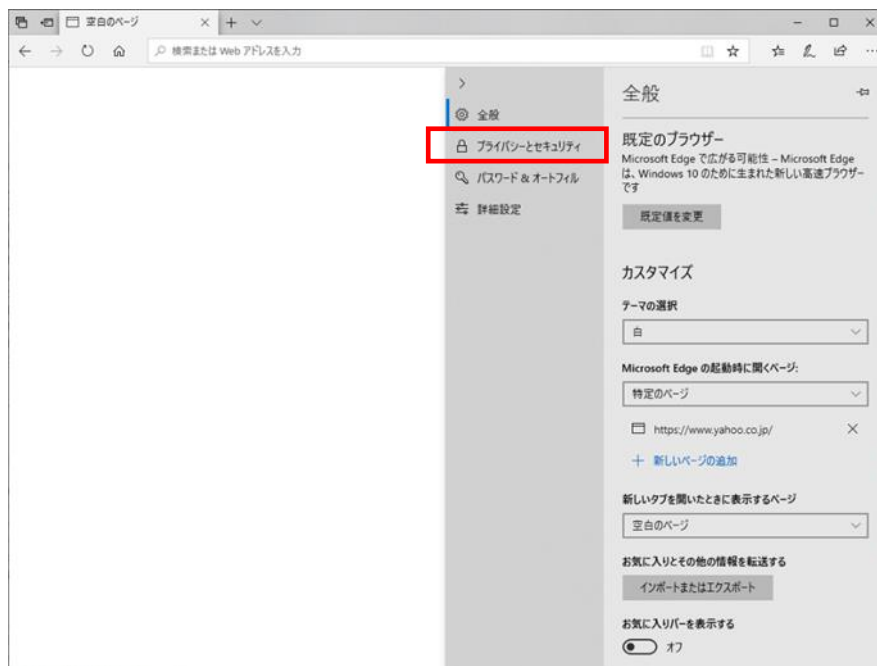 空白のページ
検索または Web アドレスを入力
全般
プライバシーとセキュリティ
パスワード & オートフィル
詳細設定
全般
既定のブラウザー
Microsoft Edge で広がる可能性 – Microsoft Edge
は、Windows 10 のために生まれた新しい高速ブラウザー
です
既定値を変更
カスタマイズ
テーマの選択
白
Microsoft Edge の起動時に開くページ:
特定のページ
https://www.yahoo.co.jp/
新しいページの追加
新しいタブを開いたときに表示するページ
空白のページ
お気に入りとその他の情報を転送する
インポートまたはエクスポート
お気に入りバーを表示する
オフ